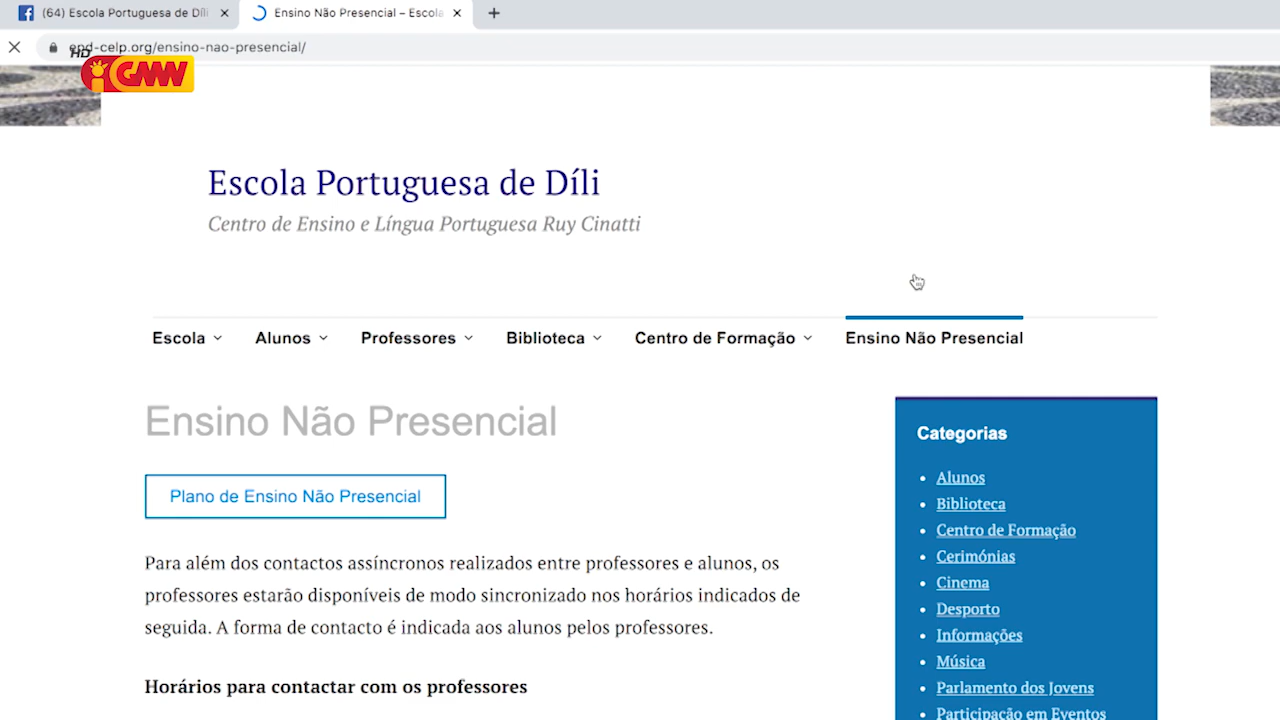 (64) Escola Portuguesa de Díli
Ensino Não Presencial – Escola
epd-celp.org/ensino-nao-presencial/
HD
GMN
Escola Portuguesa de Díli
Centro de Ensino e Língua Portuguesa Ruy Cinatti
Escola Alunos Professores Biblioteca Centro de Formação Ensino Não Presencial
Ensino Não Presencial
Plano de Ensino Não Presencial
Para além dos contactos assíncronos realizados entre professores e alunos, os
professores estarão disponíveis de modo sincronizado nos horários indicados de
seguida. A forma de contacto é indicada aos alunos pelos professores.
Horários para contactar com os professores
Categorias
Alunos
Biblioteca
Centro de Formação
Cerimónias
Cinema
Desporto
Informações
Música
Parlamento dos Jovens
Participação em Eventos